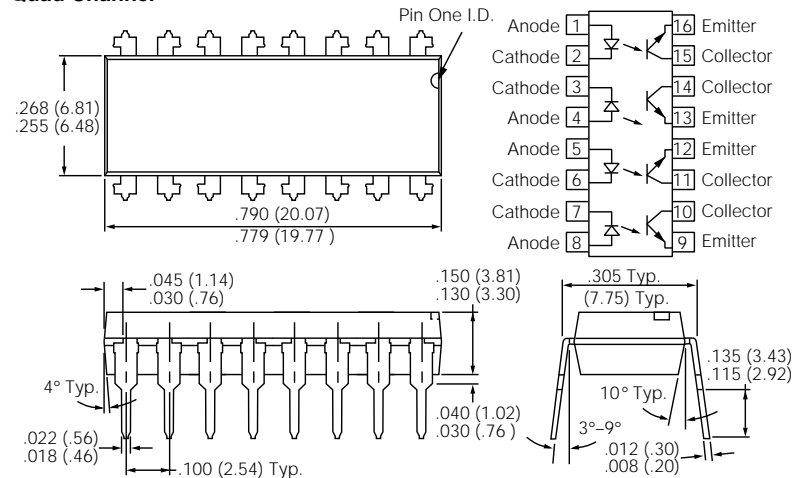 Quad Channel
Pin One I.D.
.268 (6.81)
.255 (6.48)
.790 (20.07)
.779 (19.77 )
Anode 1 16 Emitter
Cathode 2 15 Collector
Cathode 3 14 Collector
Anode 4 13 Emitter
Anode 5 12 Emitter
Cathode 6 11 Collector
Cathode 7 10 Collector
Anode 8 9 Emitter
.045 (1.14)
.030 (.76)
.150 (3.81)
.130 (3.30)
4° Typ.
.022 (.56)
.018 (.46)
.100 (2.54) Typ.
.040 (1.02)
.030 (.76 )
.305 Typ.
(7.75) Typ.
.135 (3.43)
.115 (2.92)
10° Typ.
3°–9°
.012 (.30)
.008 (.20)